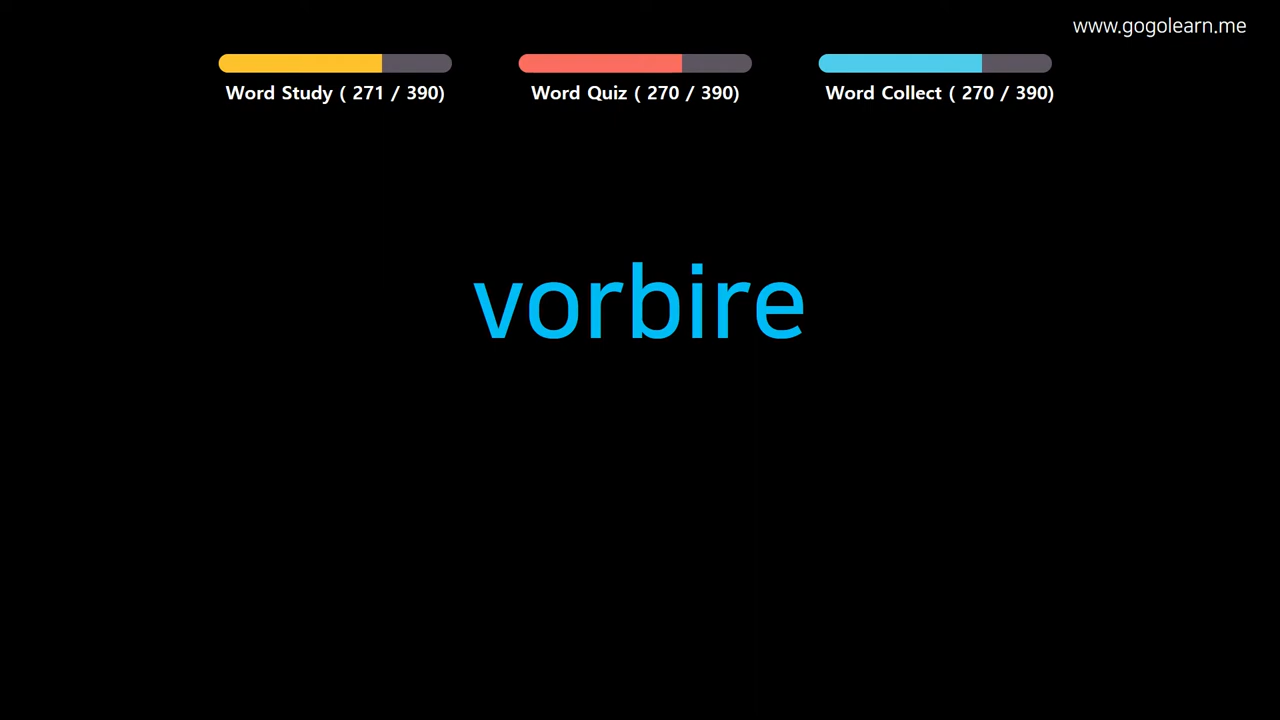 www.gogolearn.me
Word Study ( 271 / 390)
Word Quiz ( 270 / 390)
Word Collect ( 270 / 390)
vorbire